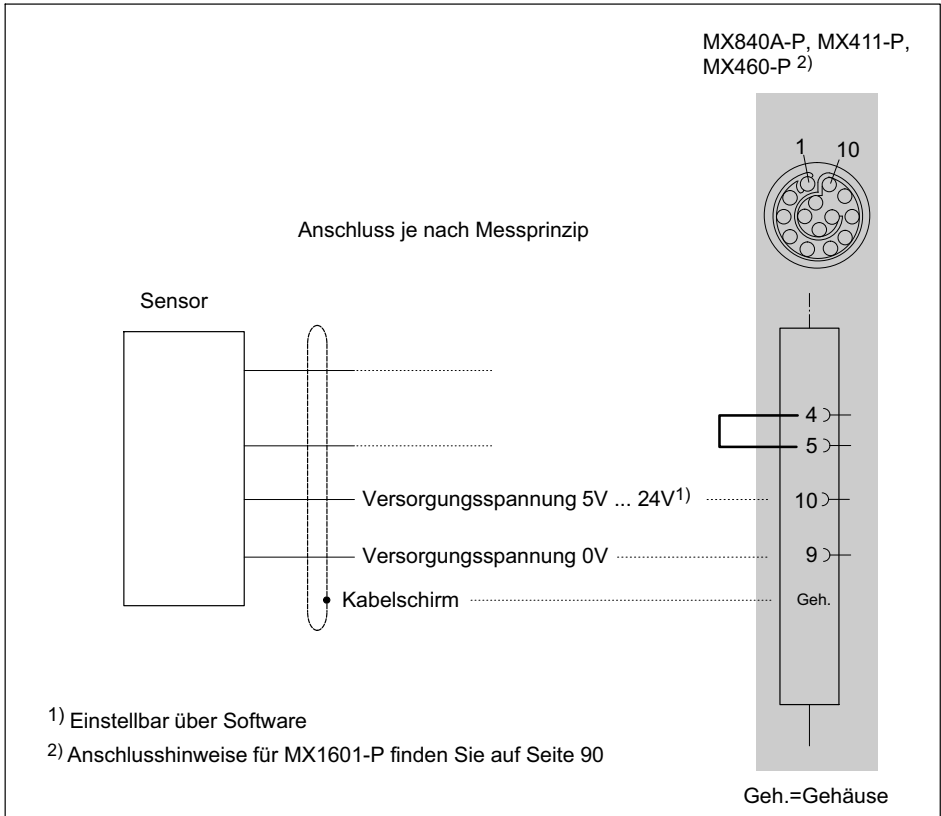 MX840A-P, MX411-P,
MX460-P 2)
1 10
Anschluss je nach Messprinzip
Sensor
4
5
Versorgungsspannung 5V ... 24V1)
10
Versorgungsspannung 0V
9
Kabelschirm
Geh.
1) Einstellbar über Software
2) Anschlusshinweise für MX1601-P finden Sie auf Seite 90
Geh.=Gehäuse